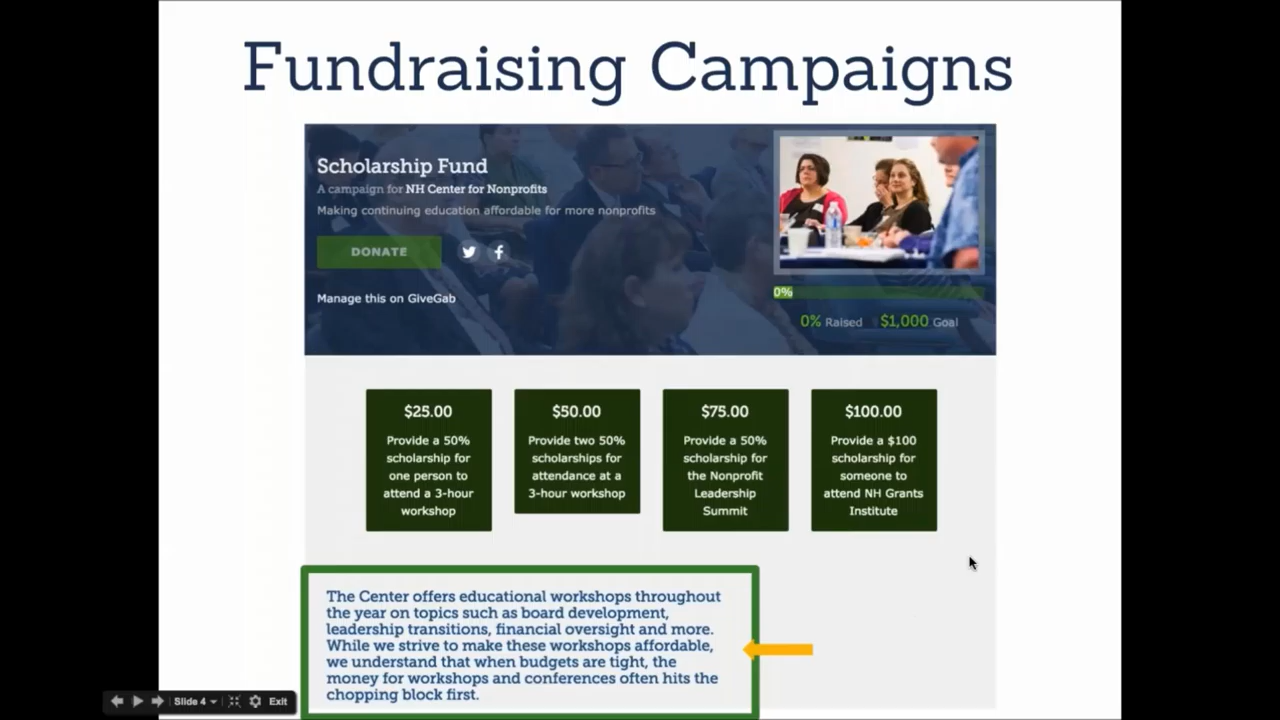 Fundraising Campaigns
Scholarship Fund
A campaign for NH Center for Nonprofits
Making continuing education affordable for more nonprofits
DONATE
Manage this on GiveGab
0%
0% Raised $1,000 Goal
$25.00
Provide a 50%
scholarship for
one person to
attend a 3-hour
workshop
$50.00
Provide two 50%
scholarships for
attendance at a
3-hour workshop
$75.00
Provide a 50%
scholarship for
the Nonprofit
Leadership
Summit
$100.00
Provide a $100
scholarship for
someone to
attend NH Grants
Institute
The Center offers educational workshops throughout
the year on topics such as board development,
leadership transitions, financial oversight and more.
While we strive to make these workshops affordable,
we understand that when budgets are tight, the
money for workshops and conferences often hits the
chopping block first.
Slide 4 Exit